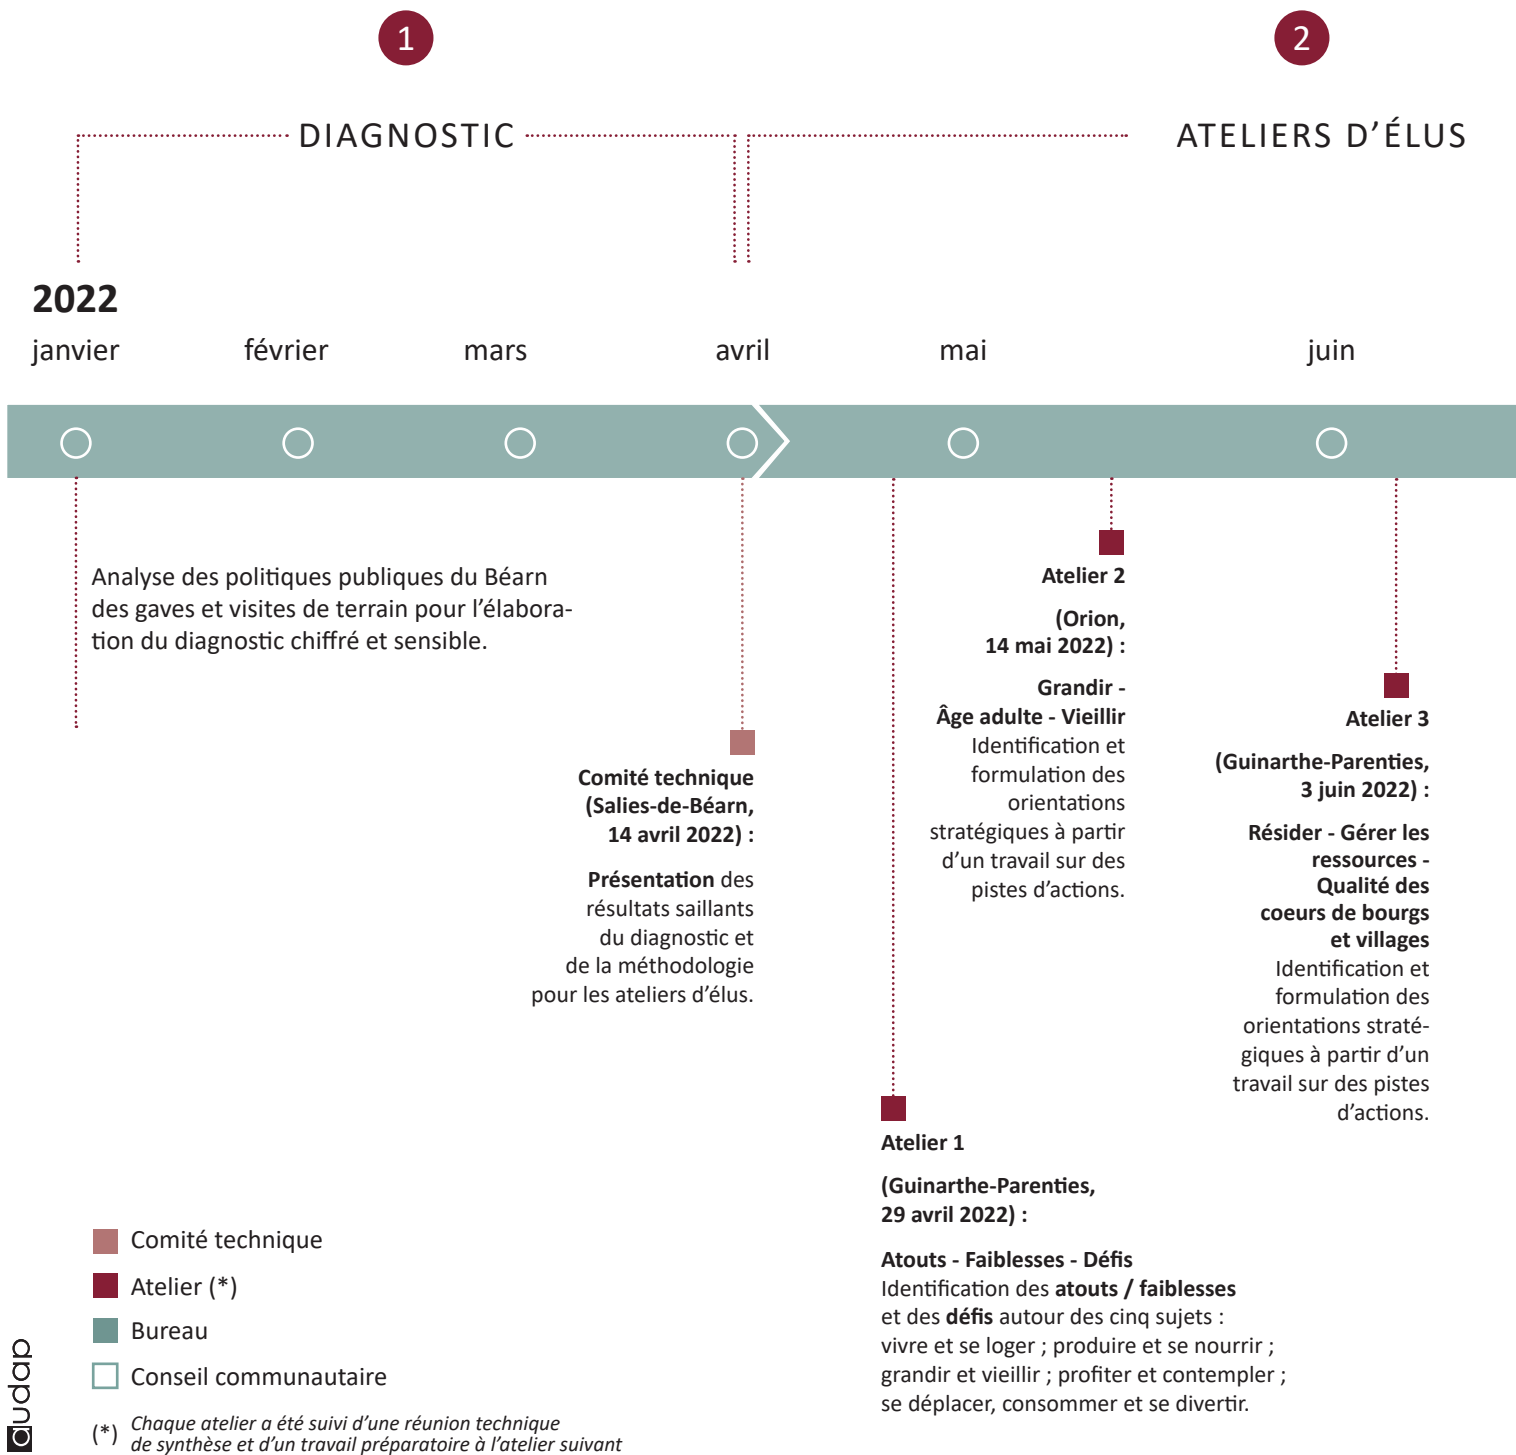 1
2
DIAGNOSTIC
ATELIERS D’ÉLUS
2022
janvier
février
mars
avril
mai
juin
Analyse des politiques publiques du Béarn
des gaves et visites de terrain pour l’élabora-
tion du diagnostic chiffré et sensible.
Comité technique
(Salies-de-Béarn,
14 avril 2022) :
Présentation des
résultats saillants
du diagnostic et
de la méthodologie
pour les ateliers d’élus.
Atelier 2
(Orion,
14 mai 2022) :
Grandir -
Âge adulte - Vieillir
Identification et
formulation des
orientations
stratégiques à partir
d’un travail sur des
pistes d’actions.
Atelier 3
(Guinarthe-Parenties,
3 juin 2022) :
Résider - Gérer les
ressources -
Qualité des
coeurs de bourgs
et villages
Identification et
formulation des
orientations straté-
giques à partir d’un
travail sur des pistes
d’actions.
Atelier 1
(Guinarthe-Parenties,
29 avril 2022) :
Atouts - Faiblesses - Défis
Identification des atouts / faiblesses
et des défis autour des cinq sujets :
vivre et se loger ; produire et se nourrir ;
grandir et vieillir ; profiter et contempler ;
se déplacer, consommer et se divertir.
Comité technique
Atelier (*)
Bureau
Conseil communautaire
(*) Chaque atelier a été suivi d’une réunion technique
de synthèse et d’un travail préparatoire à l’atelier suivant
audap